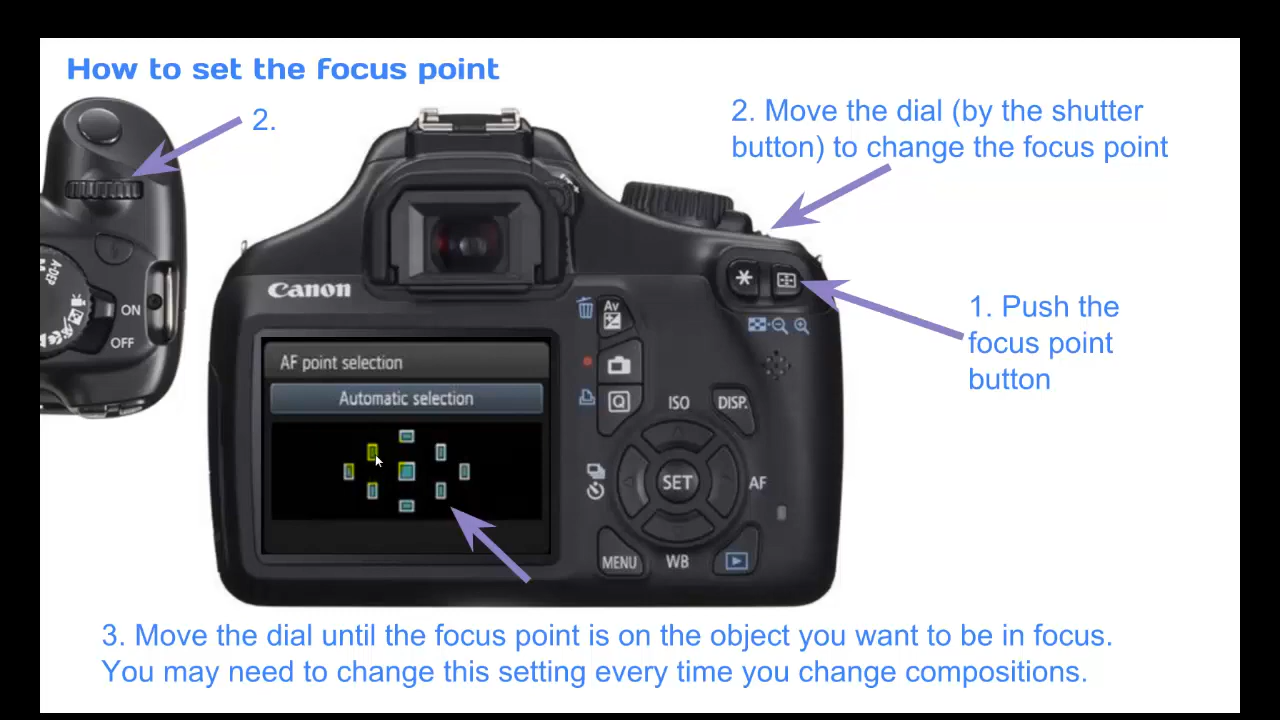 How to set the focus point
2.
2. Move the dial (by the shutter
button) to change the focus point
A-DEP
ON
OFF
Canon
Av
1. Push the
focus point
button
AF point selection
Automatic selection
Q
ISO
DISP.
SET
AF
MENU
WB
3. Move the dial until the focus point is on the object you want to be in focus.
You may need to change this setting every time you change compositions.